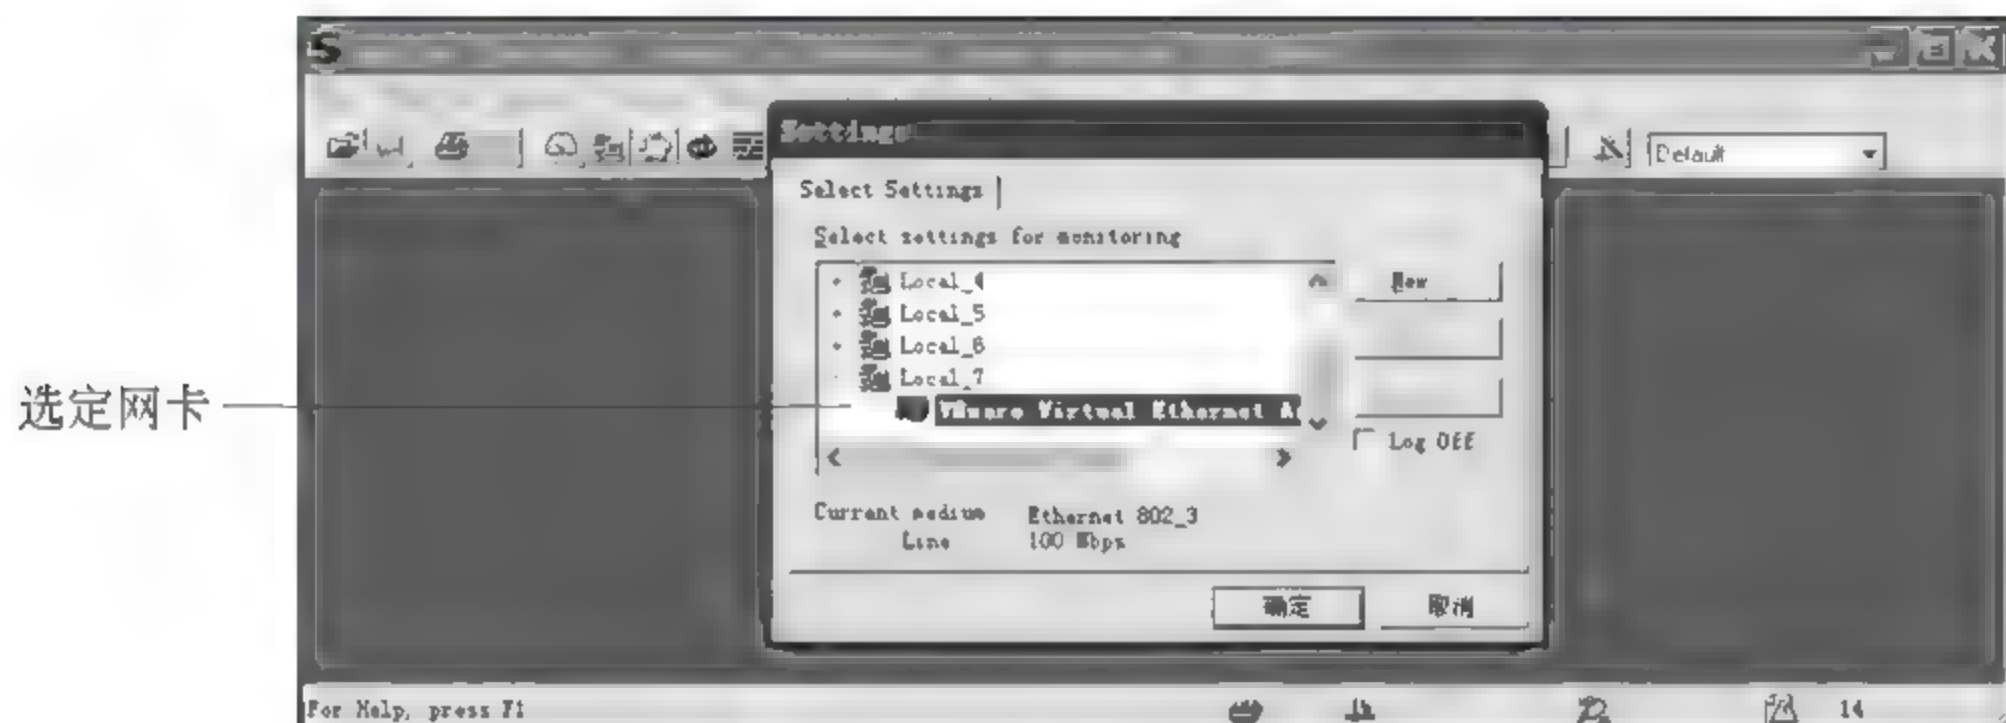 Settings
Default
Select Settings
Select settings for monitoring
Local_4
New
Local_5
Local_6
Local_7
选定网卡
VMware Virtual Ethernet A
Log Off
Current medium Ethernet 802_3
Line 100 Mbps
确定 取消
For Help, press F1
14